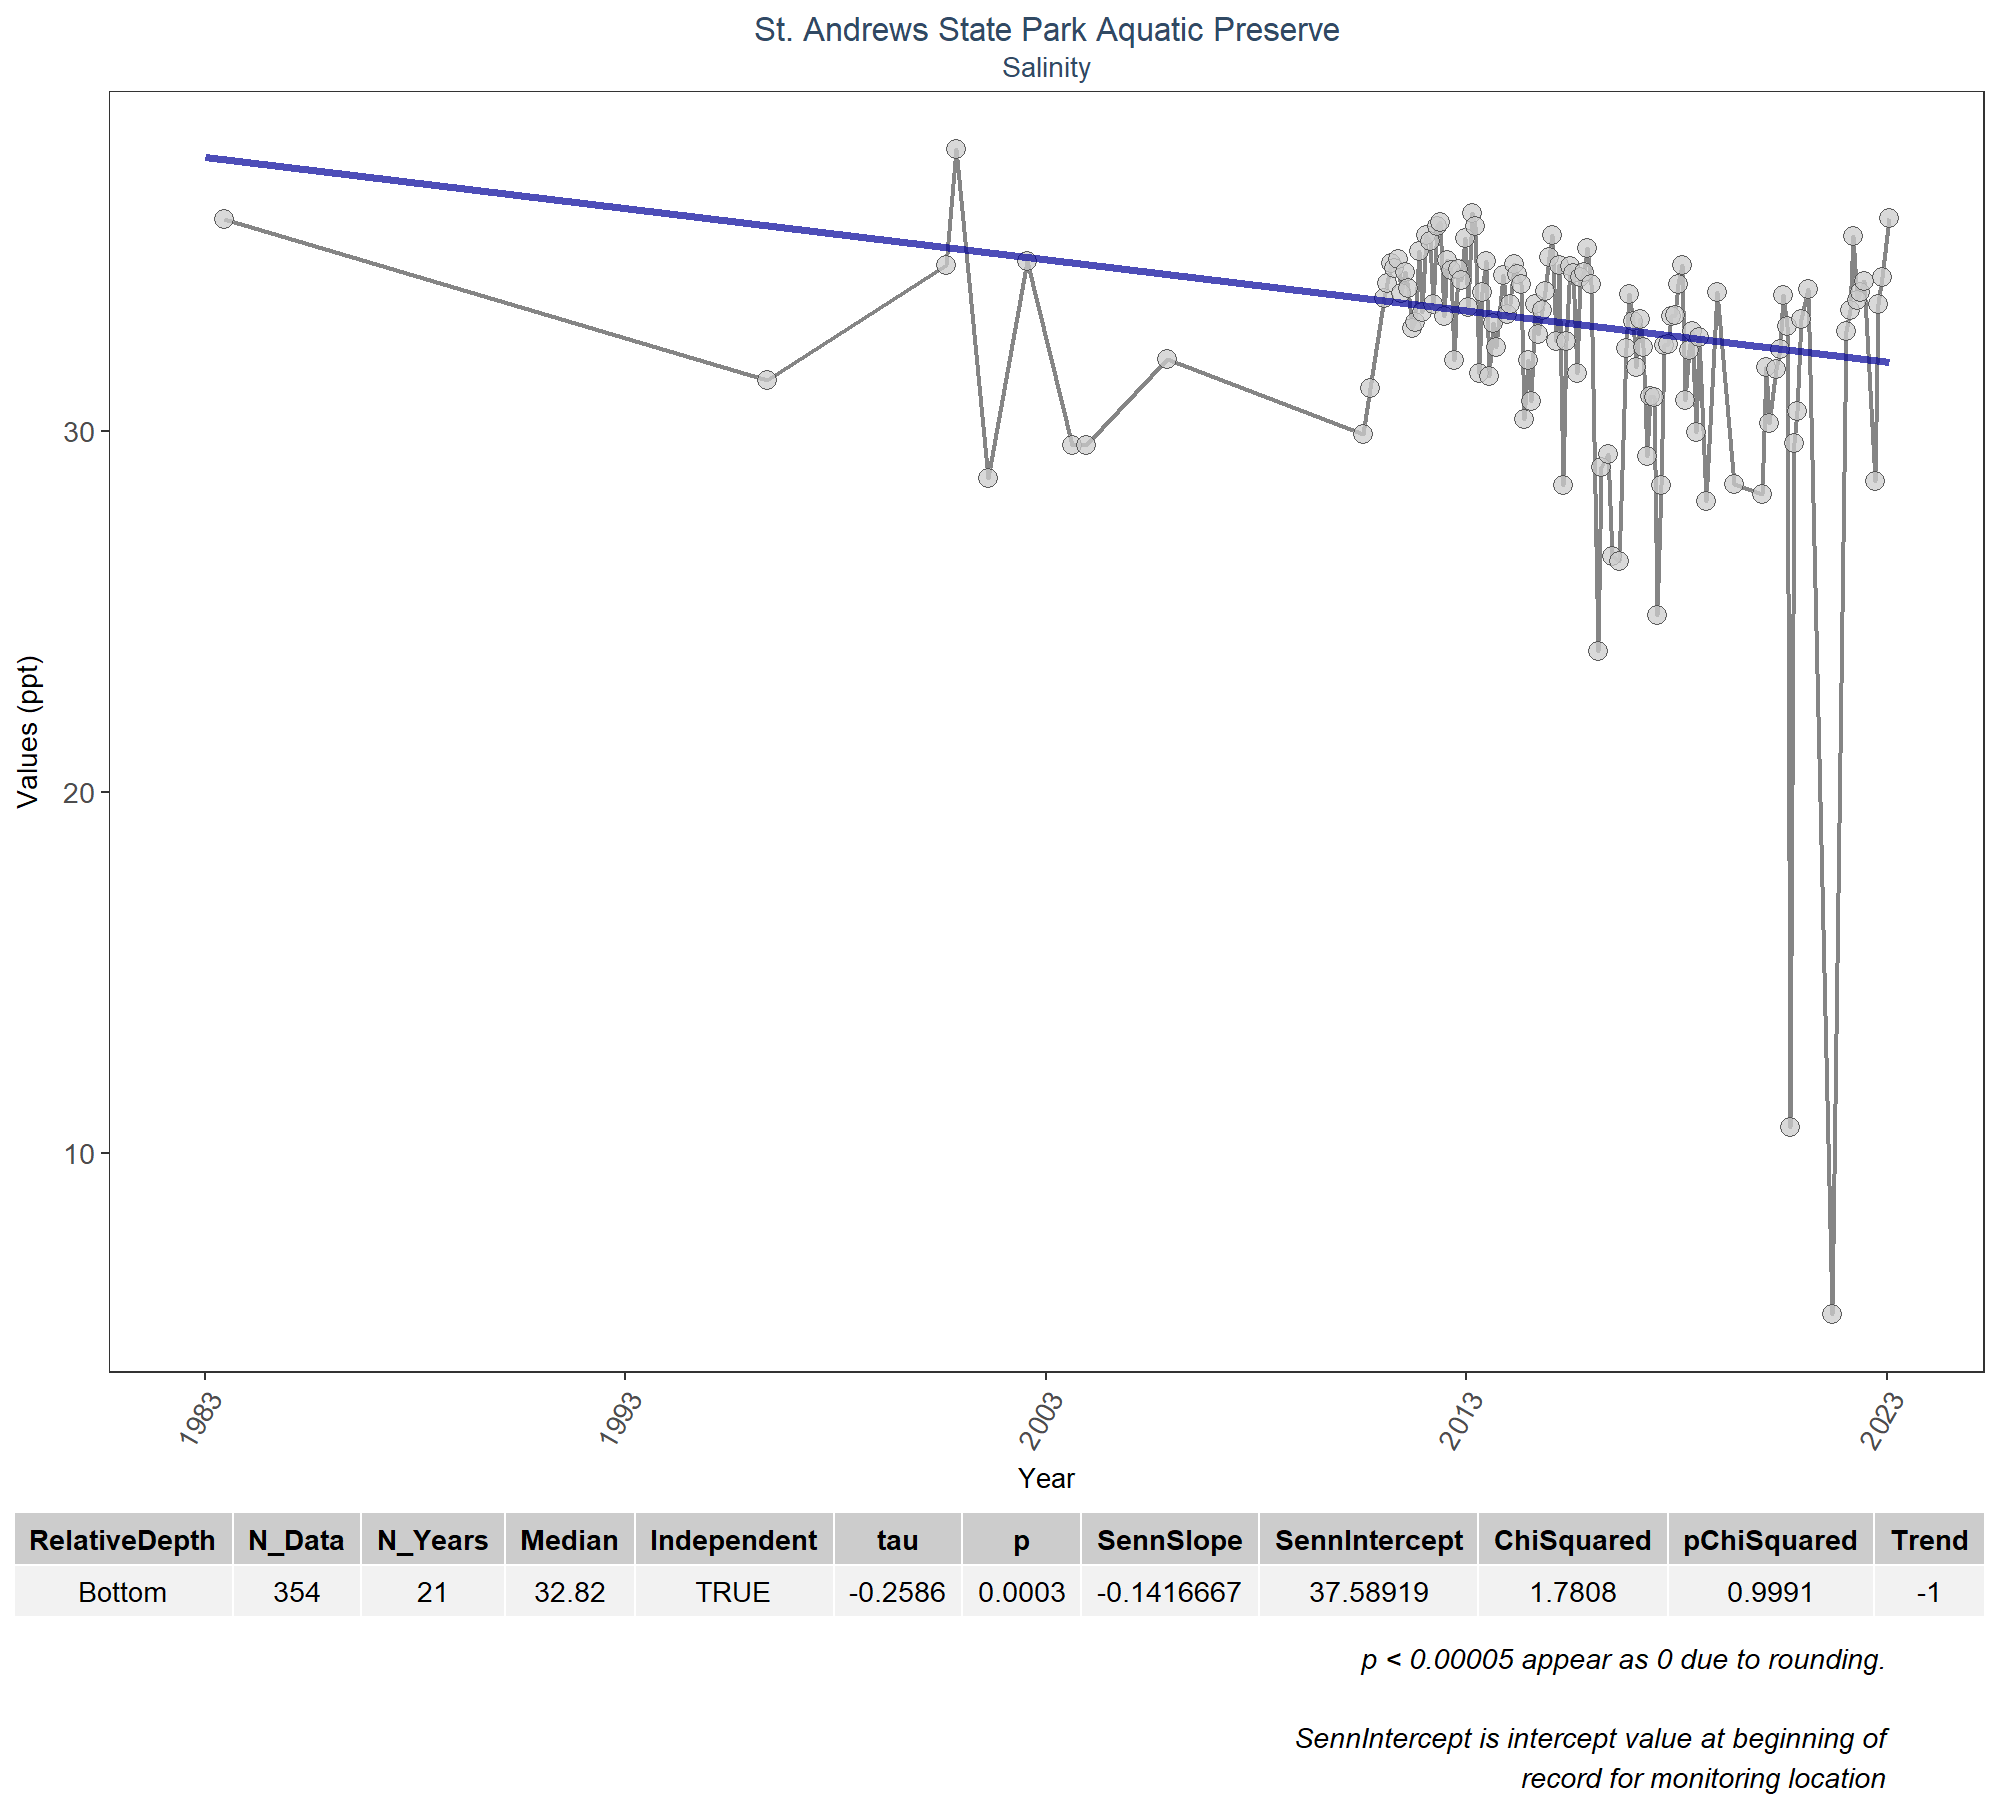 St. Andrews State Park Aquatic Preserve
Salinity
Values (ppt)
30
20
10
1983 1993 2003 2013 2023
Year
RelativeDepth N_Data N_Years Median Independent tau p SennSlope SennIntercept ChiSquared pChiSquared Trend
Bottom 354 21 32.82 TRUE -0.2586 0.0003 -0.1416667 37.58919 1.7808 0.9991 -1
p < 0.00005 appear as 0 due to rounding.
SennIntercept is intercept value at beginning of
record for monitoring location